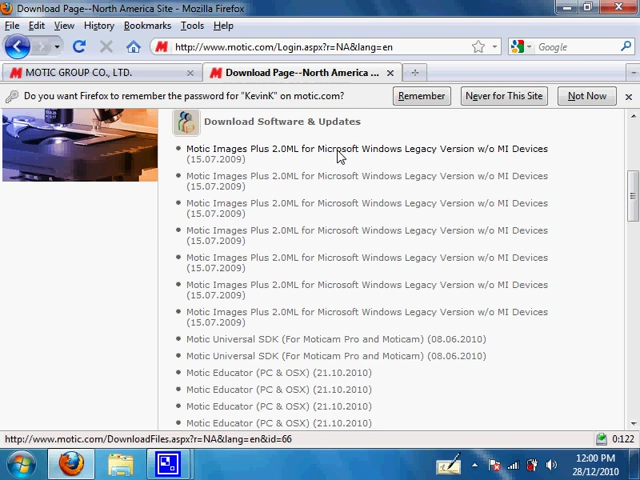 Download Page--North America Site - Mozilla Firefox
File Edit View History Bookmarks Tools Help
http://www.motic.com/Login.aspx?r=NA&lang=en
Google
MOTIC GROUP CO., LTD.
Download Page--North America ...
Do you want Firefox to remember the password for "KevinK" on motic.com?
Remember
Never for This Site
Not Now
Download Software & Updates
Motic Images Plus 2.0ML for Microsoft Windows Legacy Version w/o MI Devices
(15.07.2009)
Motic Images Plus 2.0ML for Microsoft Windows Legacy Version w/o MI Devices
(15.07.2009)
Motic Images Plus 2.0ML for Microsoft Windows Legacy Version w/o MI Devices
(15.07.2009)
Motic Images Plus 2.0ML for Microsoft Windows Legacy Version w/o MI Devices
(15.07.2009)
Motic Images Plus 2.0ML for Microsoft Windows Legacy Version w/o MI Devices
(15.07.2009)
Motic Images Plus 2.0ML for Microsoft Windows Legacy Version w/o MI Devices
(15.07.2009)
Motic Images Plus 2.0ML for Microsoft Windows Legacy Version w/o MI Devices
(15.07.2009)
Motic Universal SDK (For Moticam Pro and Moticam) (08.06.2010)
Motic Universal SDK (For Moticam Pro and Moticam) (08.06.2010)
Motic Educator (PC & OSX) (21.10.2010)
Motic Educator (PC & OSX) (21.10.2010)
Motic Educator (PC & OSX) (21.10.2010)
Motic Educator (PC & OSX) (21.10.2010)
http://www.motic.com/DownloadFiles.aspx?r=NA&lang=en&id=66
0:122
12:00 PM
28/12/2010